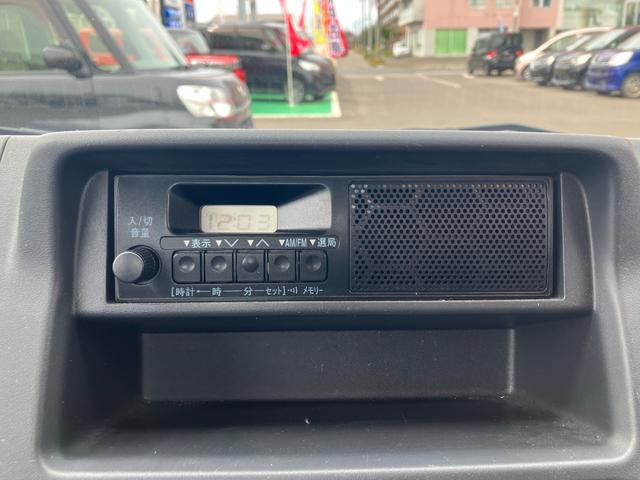 入/切
音量
12:03
▼表示 ▼∨ ▼∧ ▼AM/FM ▼選局
[時計 ← 時 — 分 — セット] •))) メモリー